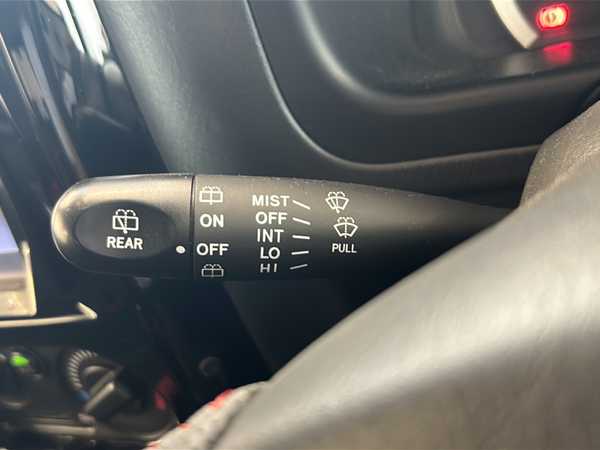 REAR
ON
OFF
MIST
OFF
INT
LO
HI
PULL